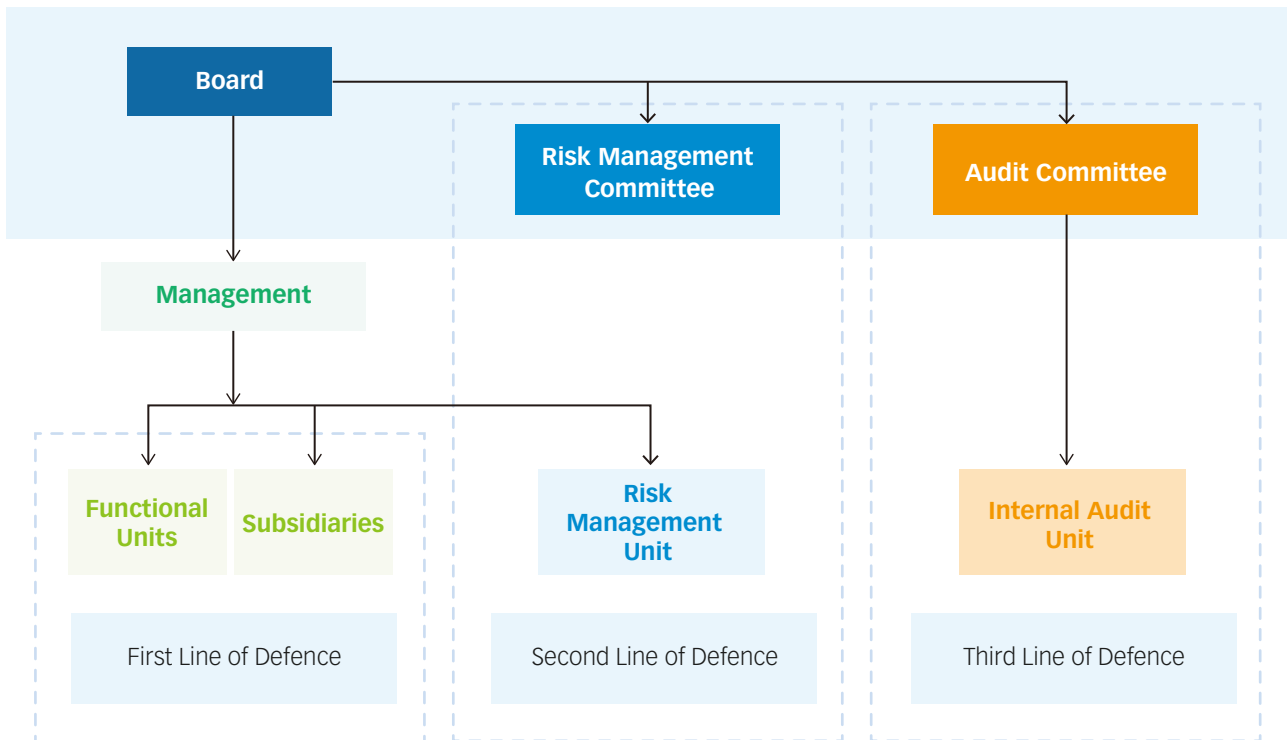 Board
Risk Management
Committee
Audit Committee
Management
Functional
Units
Subsidiaries
Risk
Management
Unit
Internal Audit
Unit
First Line of Defence
Second Line of Defence
Third Line of Defence